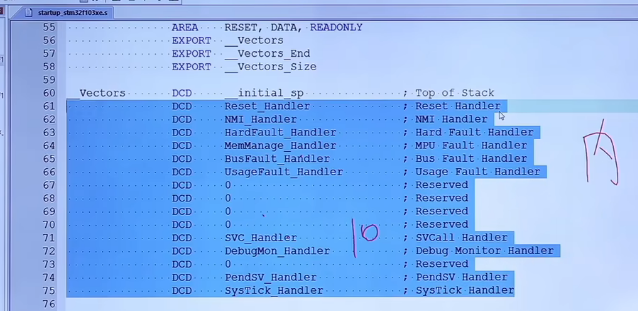 startup_stm32f103xe.s
55 AREA RESET, DATA, READONLY
56 EXPORT __Vectors
57 EXPORT __Vectors_End
58 EXPORT __Vectors_Size
59
60 __Vectors DCD __initial_sp ; Top of Stack
61 DCD Reset_Handler ; Reset Handler
62 DCD NMI_Handler ; NMI Handler
63 DCD HardFault_Handler ; Hard Fault Handler
64 DCD MemManage_Handler ; MPU Fault Handler
65 DCD BusFault_Handler ; Bus Fault Handler
66 DCD UsageFault_Handler ; Usage Fault Handler
67 DCD 0 ; Reserved
68 DCD 0 ; Reserved
69 DCD 0 ; Reserved
70 DCD 0 ; Reserved
71 DCD SVC_Handler ; SVCall Handler
72 DCD DebugMon_Handler ; Debug Monitor Handler
73 DCD 0 ; Reserved
74 DCD PendSV_Handler ; PendSV Handler
75 DCD SysTick_Handler ; SysTick Handler
76
10
内